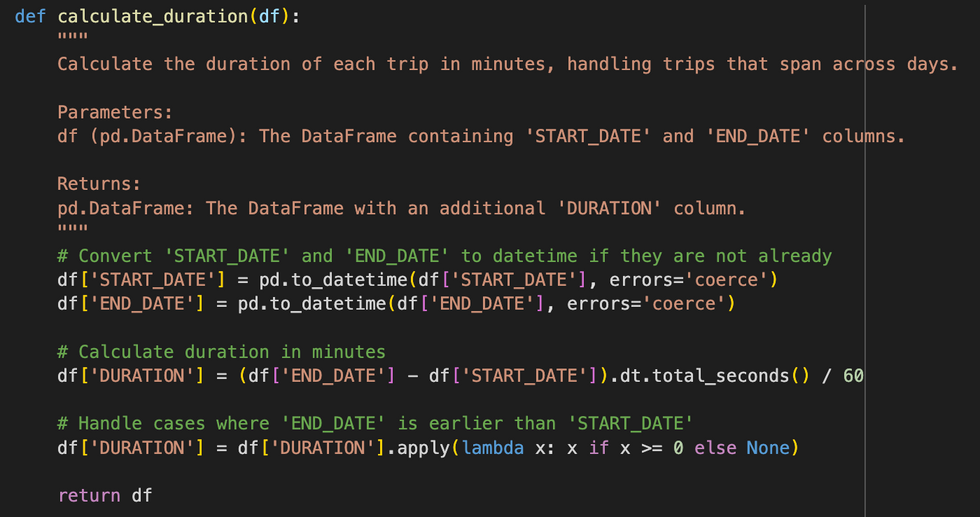 def calculate_duration(df):
    """
    Calculate the duration of each trip in minutes, handling trips that span across days.

    Parameters:
    df (pd.DataFrame): The DataFrame containing 'START_DATE' and 'END_DATE' columns.

    Returns:
    pd.DataFrame: The DataFrame with an additional 'DURATION' column.
    """
    # Convert 'START_DATE' and 'END_DATE' to datetime if they are not already
    df['START_DATE'] = pd.to_datetime(df['START_DATE'], errors='coerce')
    df['END_DATE'] = pd.to_datetime(df['END_DATE'], errors='coerce')

    # Calculate duration in minutes
    df['DURATION'] = (df['END_DATE'] - df['START_DATE']).dt.total_seconds() / 60

    # Handle cases where 'END_DATE' is earlier than 'START_DATE'
    df['DURATION'] = df['DURATION'].apply(lambda x: x if x >= 0 else None)

    return df